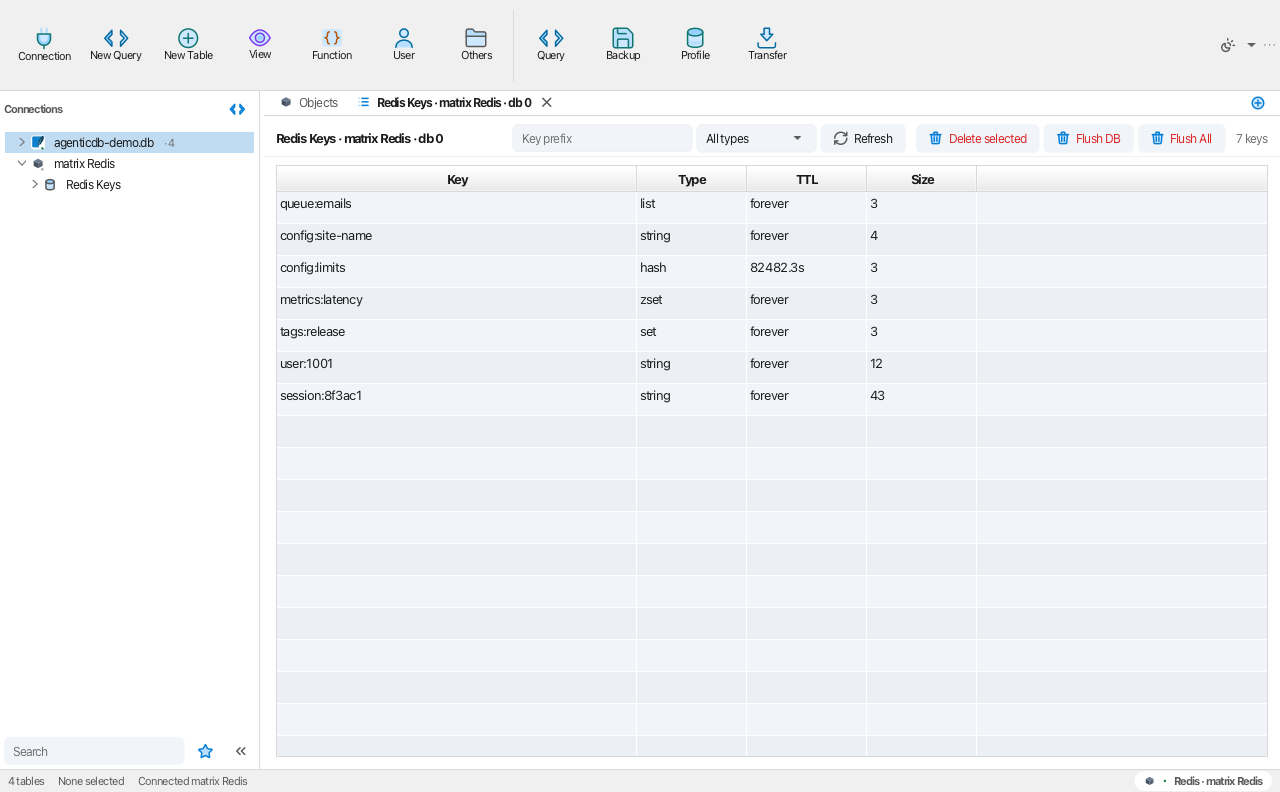 Connection
New Query
New Table
View
Function
User
Others
Query
Backup
Profile
Transfer
Connections
Objects
Redis Keys · matrix Redis · db 0
agenticdb-demo.db · 4
matrix Redis
Redis Keys
Redis Keys · matrix Redis · db 0
Key prefix
All types
Refresh
Delete selected
Flush DB
Flush All
7 keys
Key Type TTL Size
queue:emails list forever 3
config:site-name string forever 4
config:limits hash 82482.3s 3
metrics:latency zset forever 3
tags:release set forever 3
user:1001 string forever 12
session:8f3ac1 string forever 43
Search
4 tables None selected Connected matrix Redis
Redis · matrix Redis